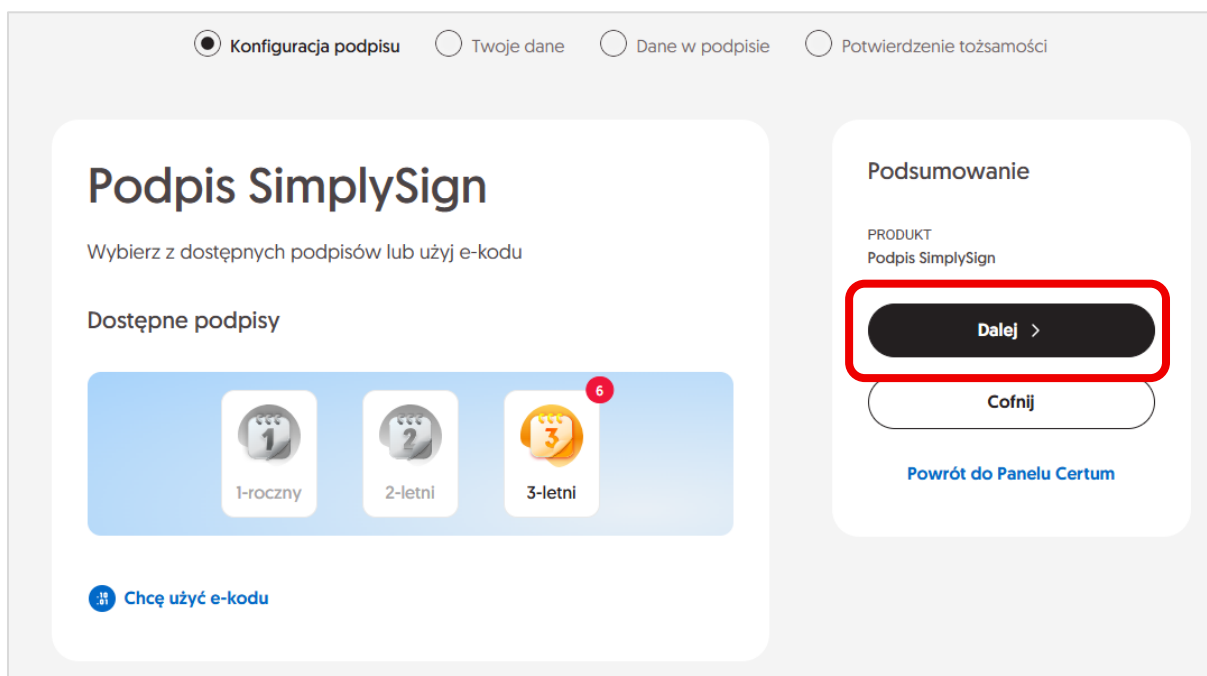 Konfiguracja podpisu Twoje dane Dane w podpisie Potwierdzenie tożsamości
Podpis SimplySign
Wybierz z dostępnych podpisów lub użyj e-kodu
Dostępne podpisy
1
1-roczny
2
2-letni
6
3
3-letni
10
01
Chcę użyć e-kodu
Podsumowanie
PRODUKT
Podpis SimplySign
Dalej >
Cofnij
Powrót do Panelu Certum